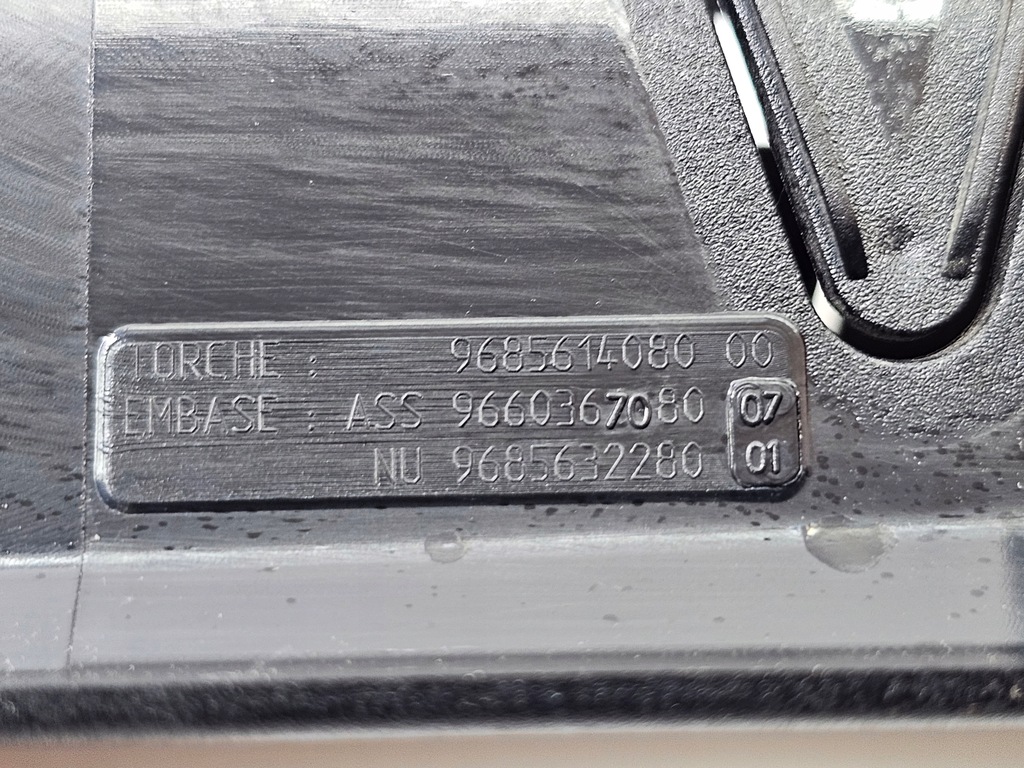 TORCHE : 9685614080 00
EMBASE : ASS 9660367080 07
NU 9685632280 01